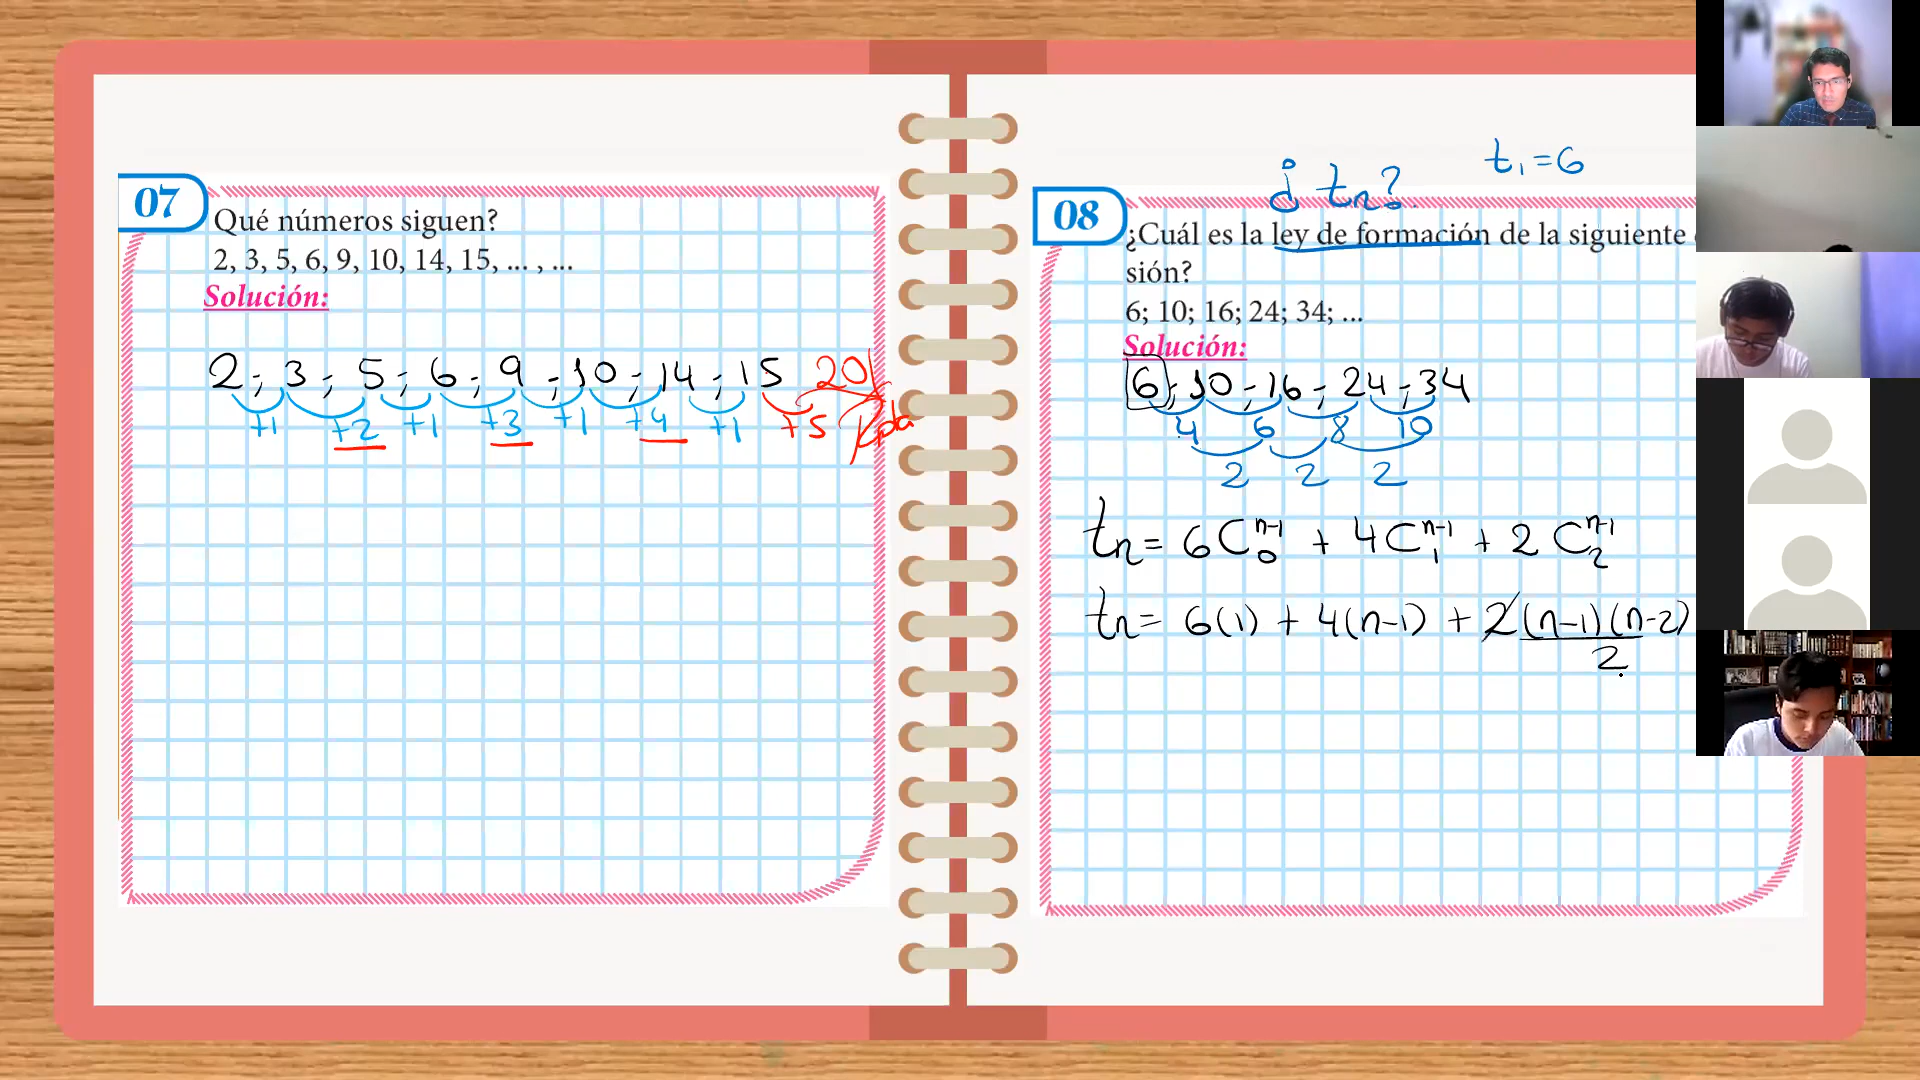 07
Qué números siguen?
2, 3, 5, 6, 9, 10, 14, 15, ... , ...
Solución:
2 ; 3 ; 5 ; 6 ; 9 ; 10 ; 14 ; 15 20
+1 +2 +1 +3 +1 +4 +1 +5 Rpta
¿ tn? t₁ = 6
08
¿Cuál es la ley de formación de la siguiente
sión?
6; 10; 16; 24; 34; ...
Solución:
6 ; 10 ; 16 ; 24 ; 34
4 6 8 10
2 2 2
tn = 6C₀ⁿ⁻¹ + 4C₁ⁿ⁻¹ + 2C₂ⁿ⁻¹
tn = 6(1) + 4(n-1) + 2(n-1)(n-2)
2